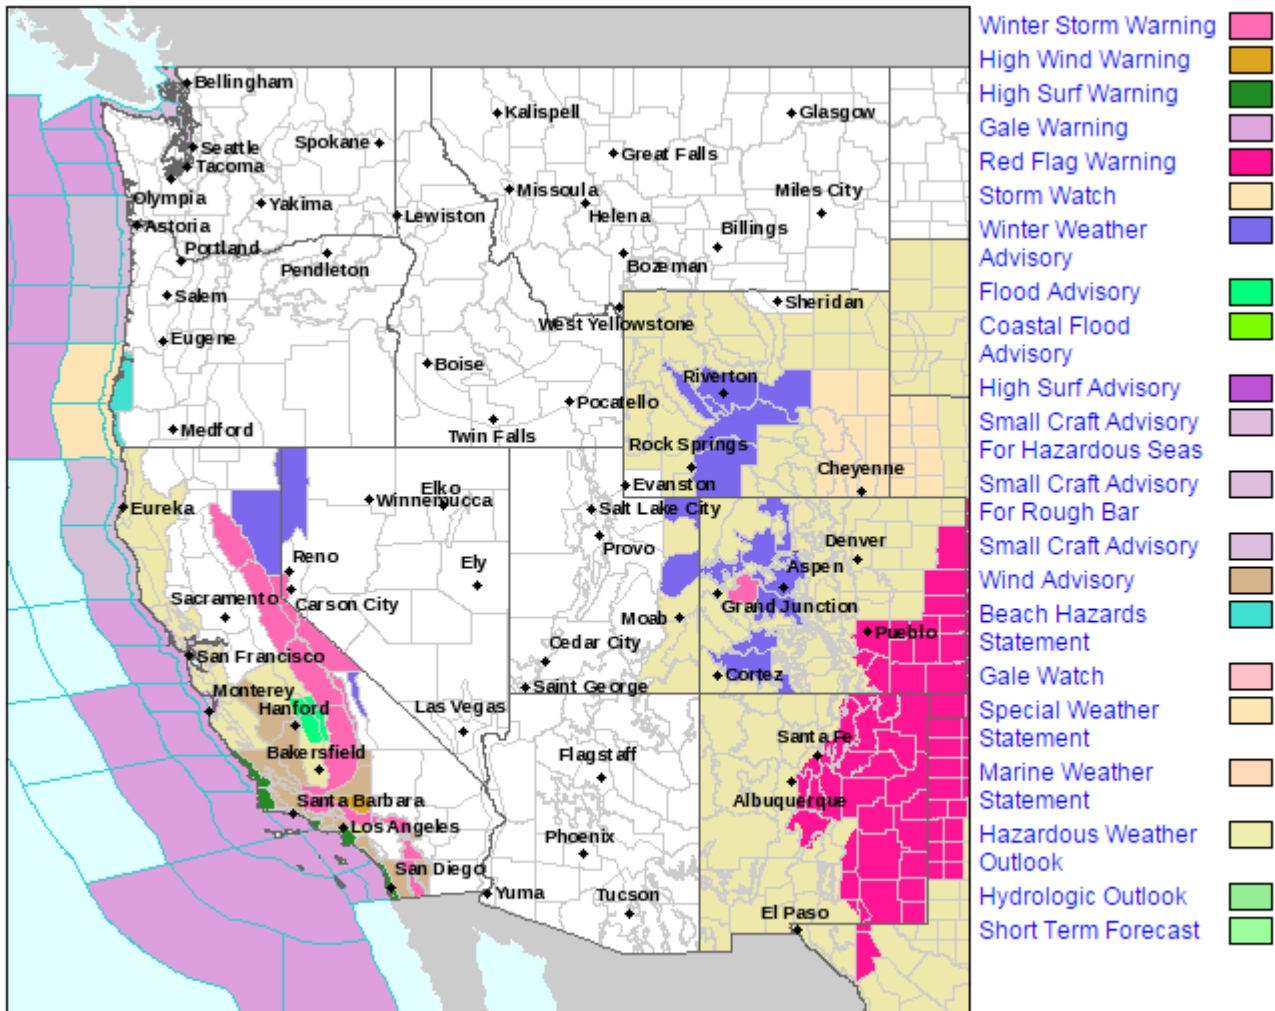 Bellingham
Seattle
Tacoma
Olympia
Spokane
Yakima
Astoria
Lewiston
Portland
Pendleton
Salem
Eugene
Medford
Kalispell
Glasgow
Great Falls
Missoula
Miles City
Helena
Billings
Bozeman
Sheridan
West Yellowstone
Boise
Pocatello
Twin Falls
Riverton
Rock Springs
Cheyenne
Evanston
Eureka
Elko
Winnemucca
Salt Lake City
Provo
Reno
Ely
Denver
Aspen
Sacramento
Carson City
Grand Junction
Moab
Pueblo
San Francisco
Cedar City
Cortez
Saint George
Monterey
Hanford
Las Vegas
Bakersfield
Flagstaff
Santa Fe
Albuquerque
Santa Barbara
Los Angeles
Phoenix
San Diego
Yuma
Tucson
El Paso
Winter Storm Warning
High Wind Warning
High Surf Warning
Gale Warning
Red Flag Warning
Storm Watch
Winter Weather
Advisory
Flood Advisory
Coastal Flood
Advisory
High Surf Advisory
Small Craft Advisory
For Hazardous Seas
Small Craft Advisory
For Rough Bar
Small Craft Advisory
Wind Advisory
Beach Hazards
Statement
Gale Watch
Special Weather
Statement
Marine Weather
Statement
Hazardous Weather
Outlook
Hydrologic Outlook
Short Term Forecast